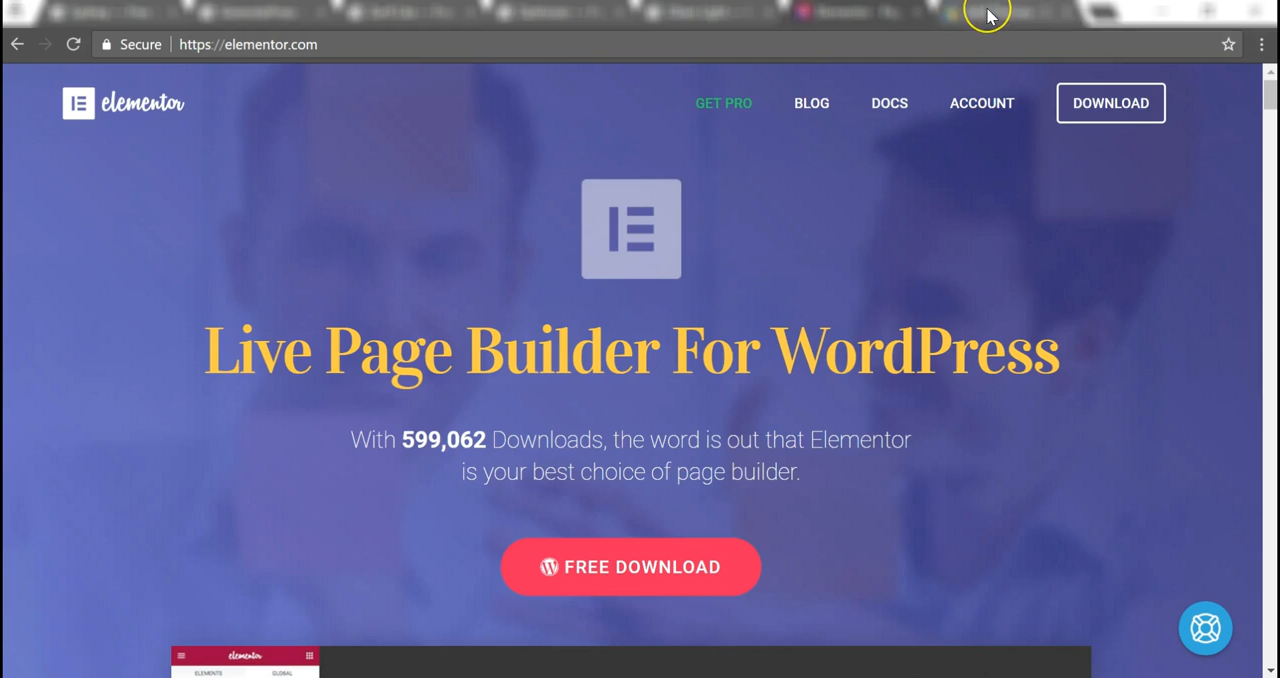 Secure
https://elementor.com
elementor
GET PRO
BLOG
DOCS
ACCOUNT
DOWNLOAD
Live Page Builder For WordPress
With 599,062 Downloads, the word is out that Elementor
is your best choice of page builder.
FREE DOWNLOAD
elementor
ELEMENTS
GLOBAL